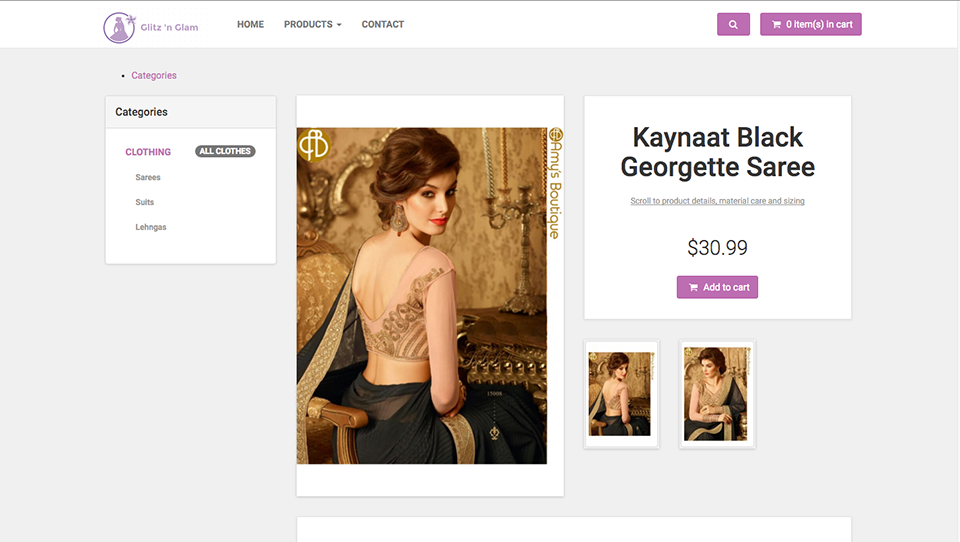 Glitz 'n Glam
HOME
PRODUCTS
CONTACT
0 item(s) in cart
Categories
Categories
CLOTHING
ALL CLOTHES
Sarees
Suits
Lehngas
Amy's Boutique
15008
Kaynaat Black
Georgette Saree
Scroll to product details, material care and sizing
$30.99
Add to cart